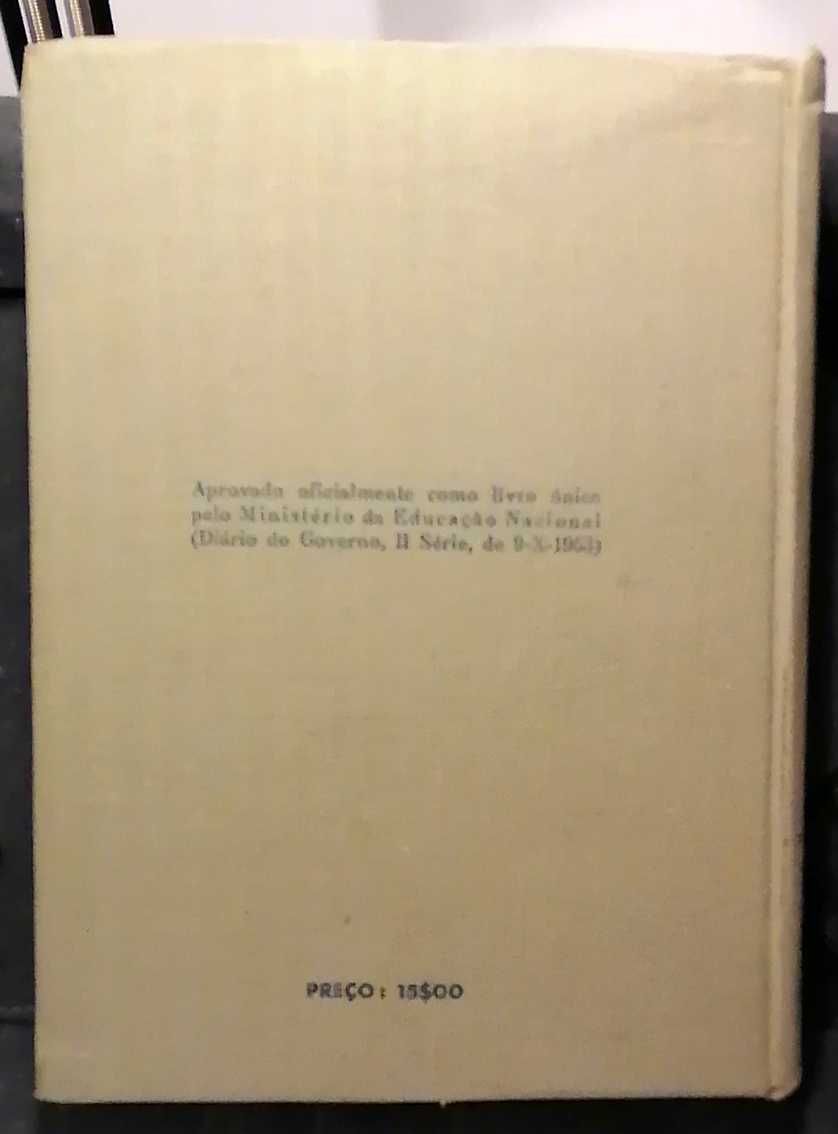 Aprovado oficialmente como livro único
pelo Ministério da Educação Nacional
(Diário do Governo, II Série, de 9-X-1963)
PREÇO: 15$00